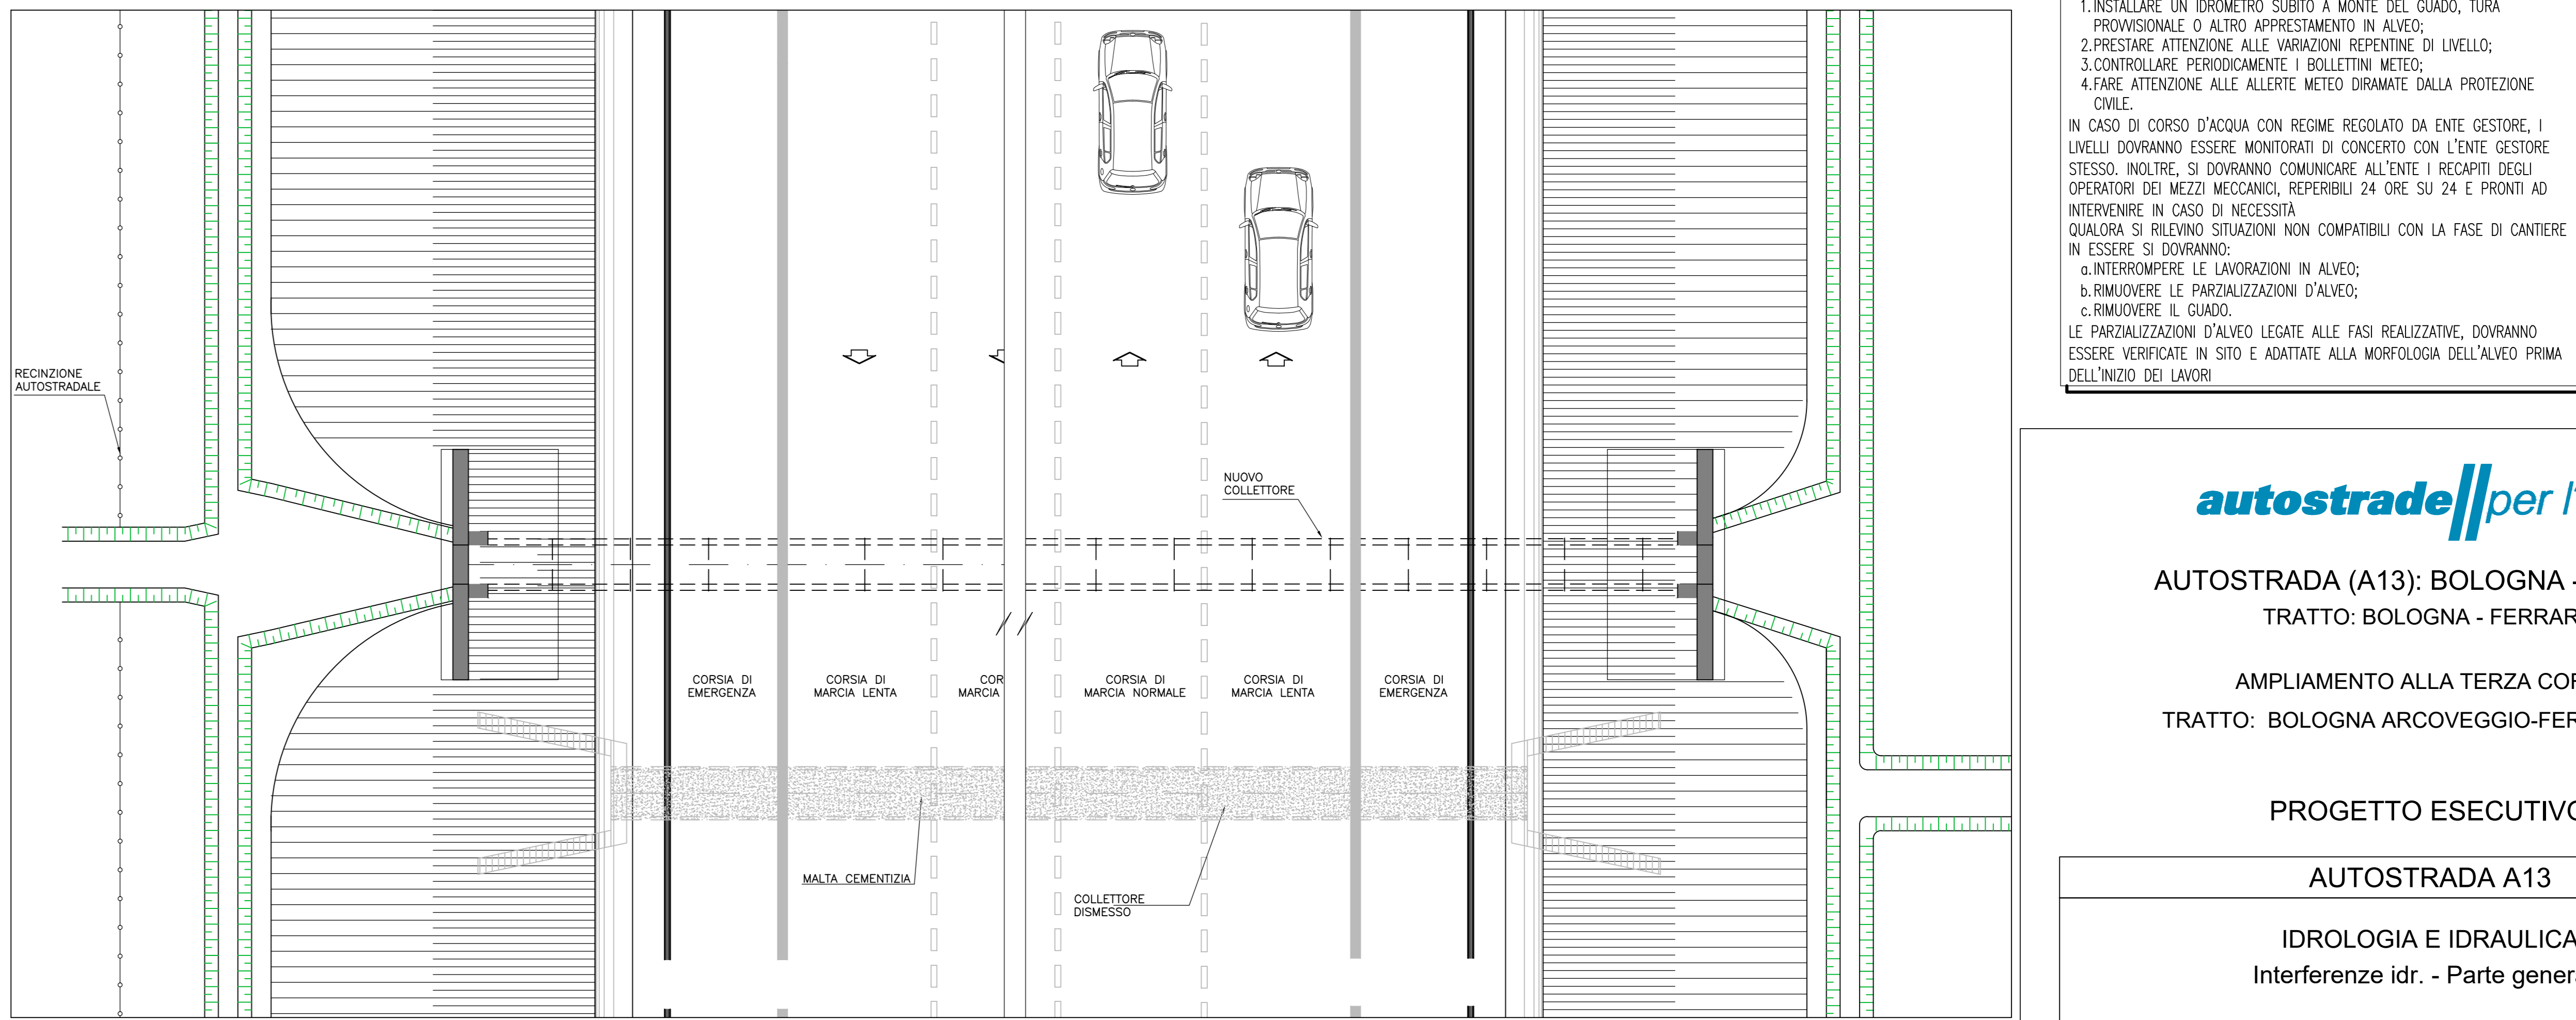 1.INSTALLARE UN IDROMETRO SUBITO A MONTE DEL GUADO, TURA
PROVVISIONALE O ALTRO APPRESTAMENTO IN ALVEO;
2.PRESTARE ATTENZIONE ALLE VARIAZIONI REPENTINE DI LIVELLO;
3.CONTROLLARE PERIODICAMENTE I BOLLETTINI METEO;
4.FARE ATTENZIONE ALLE ALLERTE METEO DIRAMATE DALLA PROTEZIONE
CIVILE.
IN CASO DI CORSO D'ACQUA CON REGIME REGOLATO DA ENTE GESTORE, I
LIVELLI DOVRANNO ESSERE MONITORATI DI CONCERTO CON L'ENTE GESTORE
STESSO. INOLTRE, SI DOVRANNO COMUNICARE ALL'ENTE I RECAPITI DEGLI
OPERATORI DEI MEZZI MECCANICI, REPERIBILI 24 ORE SU 24 E PRONTI AD
INTERVENIRE IN CASO DI NECESSITÀ
QUALORA SI RILEVINO SITUAZIONI NON COMPATIBILI CON LA FASE DI CANTIERE
IN ESSERE SI DOVRANNO:
a.INTERROMPERE LE LAVORAZIONI IN ALVEO;
b.RIMUOVERE LE PARZIALIZZAZIONI D'ALVEO;
c.RIMUOVERE IL GUADO.
LE PARZIALIZZAZIONI D'ALVEO LEGATE ALLE FASI REALIZZATIVE, DOVRANNO
ESSERE VERIFICATE IN SITO E ADATTATE ALLA MORFOLOGIA DELL'ALVEO PRIMA
DELL'INIZIO DEI LAVORI
RECINZIONE
AUTOSTRADALE
NUOVO
COLLETTORE
CORSIA DI
EMERGENZA
CORSIA DI
MARCIA LENTA
COR
MARCIA
CORSIA DI
MARCIA NORMALE
CORSIA DI
MARCIA LENTA
CORSIA DI
EMERGENZA
MALTA CEMENTIZIA
COLLETTORE
DISMESSO
autostrade//per l'
AUTOSTRADA (A13): BOLOGNA -
TRATTO: BOLOGNA - FERRAR
AMPLIAMENTO ALLA TERZA COR
TRATTO: BOLOGNA ARCOVEGGIO-FER
PROGETTO ESECUTIVO
AUTOSTRADA A13
IDROLOGIA E IDRAULICA
Interferenze idr. - Parte genera